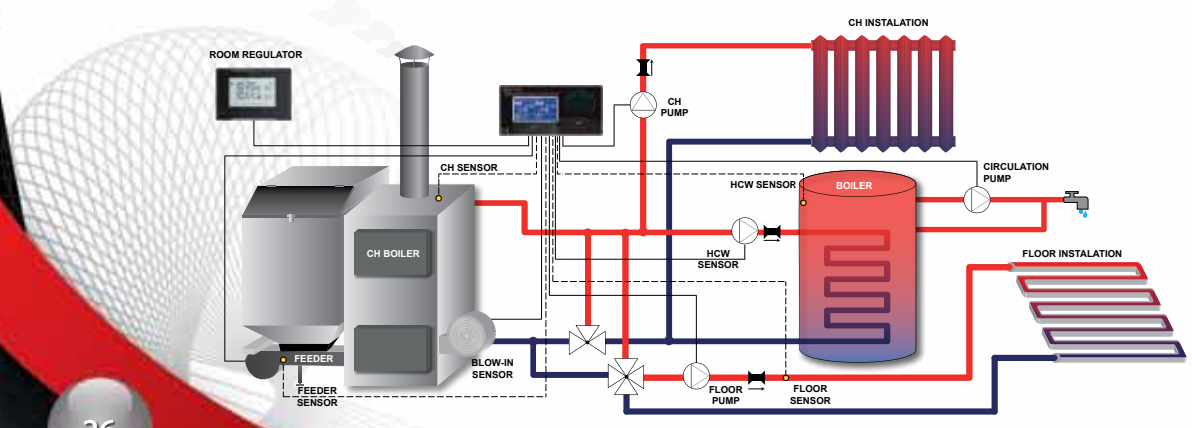 CH INSTALATION
ROOM REGULATOR
CH
PUMP
CH SENSOR
CIRCULATION
PUMP
HCW SENSOR
BOILER
CH BOILER
HCW
SENSOR
FLOOR INSTALATION
FEEDER
BLOW-IN
SENSOR
FEEDER
SENSOR
FLOOR
PUMP
FLOOR
SENSOR
26